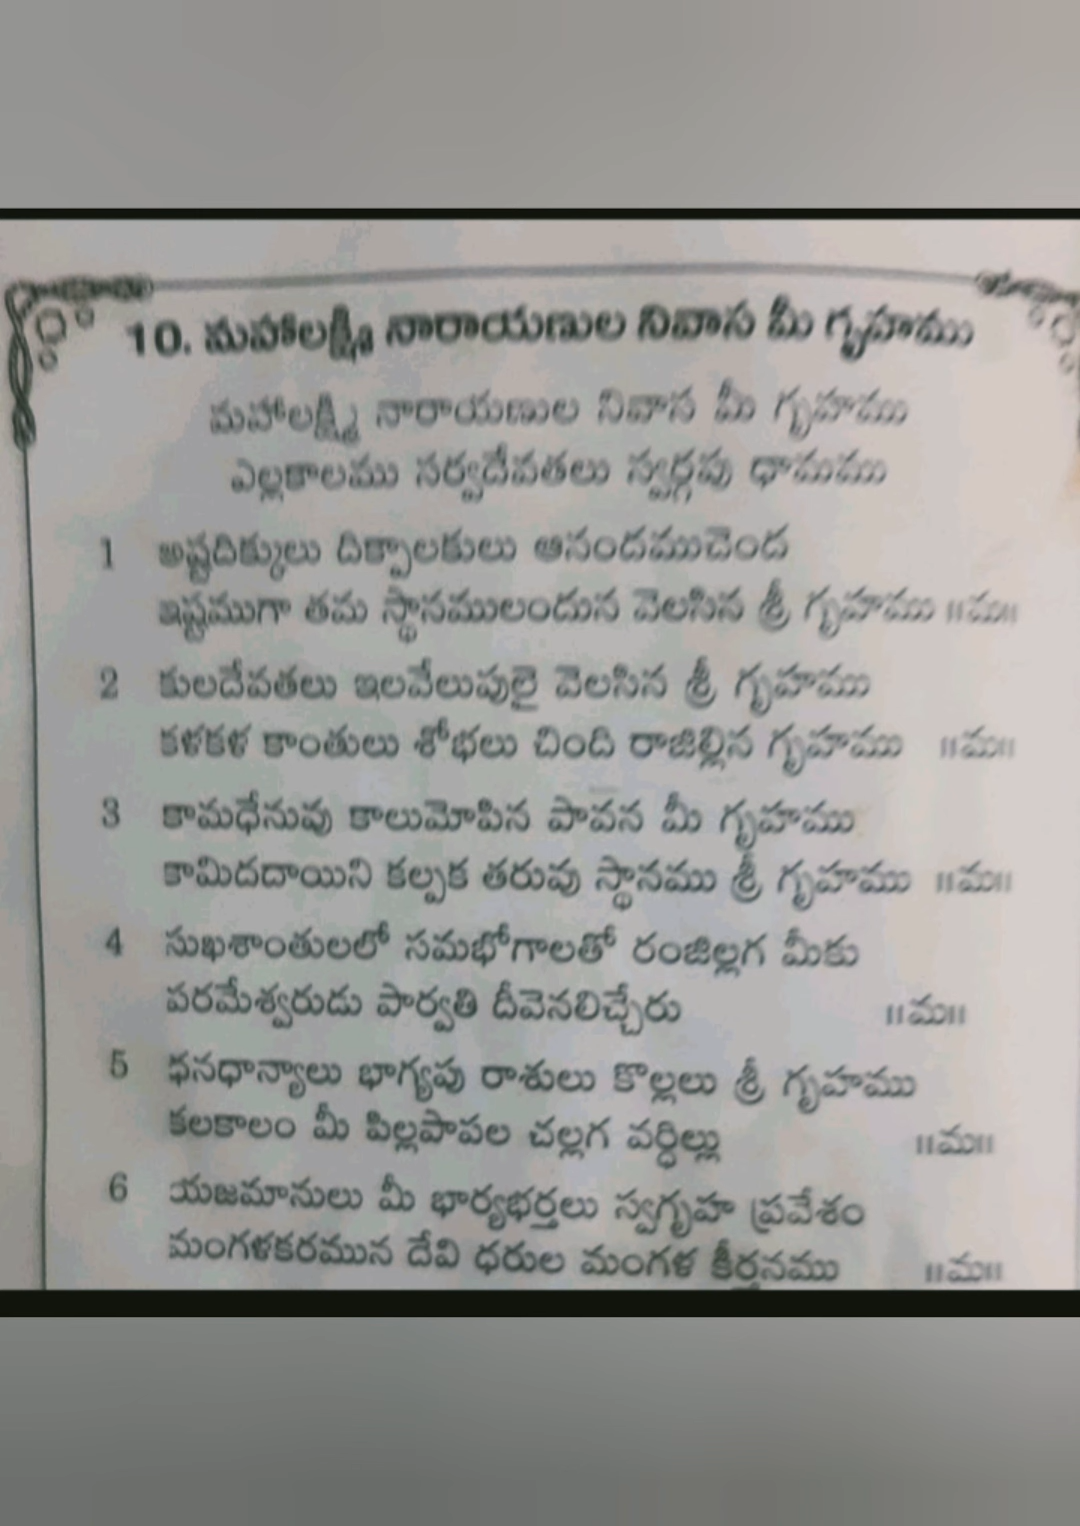 10. మహాలక్ష్మి నారాయణుల నివాస మీ గృహము
మహాలక్ష్మి నారాయణుల నివాస మీ గృహము
ఎల్లకాలము సర్వదేవతలు స్వర్గపు ధామము
1 అష్టదిక్కులు దిక్పాలకులు ఆనందముచెంద
ఇష్టముగా తమ స్థానములందున వెలసిన శ్రీ గృహము ॥మ॥
2 కులదేవతలు ఇలవేలుపులై వెలసిన శ్రీ గృహము
కళకళ కాంతులు శోభలు చింది రాజిల్లిన గృహము ॥మ॥
3 కామధేనువు కాలుమోపిన పావన మీ గృహము
కామిదదాయిని కల్పక తరువు స్థానము శ్రీ గృహము ॥మ॥
4 సుఖశాంతులలో సమభోగాలతో రంజిల్లగ మీకు
పరమేశ్వరుడు పార్వతి దీవెనలిచ్చేరు ॥మ॥
5 ధనధాన్యాలు భాగ్యపు రాశులు కొల్లలు శ్రీ గృహము
కలకాలం మీ పిల్లపాపల చల్లగ వర్ధిల్లు ॥మ॥
6 యజమానులు మీ భార్యభర్తలు స్వగృహ ప్రవేశం
మంగళకరమున దేవి ధరుల మంగళ కీర్తనము ॥మ॥